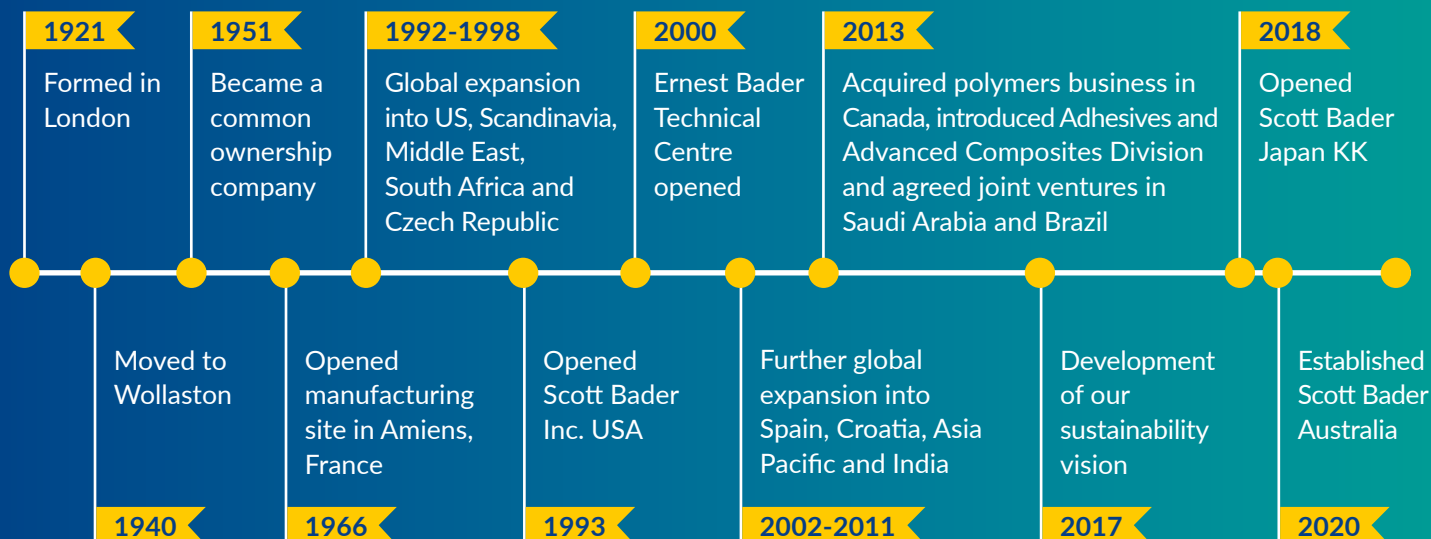 1921
Formed in
London
1951
Became a
common
ownership
company
1992-1998
Global expansion
into US, Scandinavia,
Middle East,
South Africa and
Czech Republic
2000
Ernest Bader
Technical
Centre
opened
2013
Acquired polymers business in
Canada, introduced Adhesives and
Advanced Composites Division
and agreed joint ventures in
Saudi Arabia and Brazil
2018
Opened
Scott Bader
Japan KK
Moved to
Wollaston
1940
Opened
manufacturing
site in Amiens,
France
1966
Opened
Scott Bader
Inc. USA
1993
Further global
expansion into
Spain, Croatia, Asia
Pacific and India
2002-2011
Development
of our
sustainability
vision
2017
Established
Scott Bader
Australia
2020